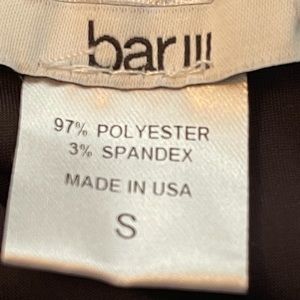 bar III
97% POLYESTER
3% SPANDEX
MADE IN USA
S